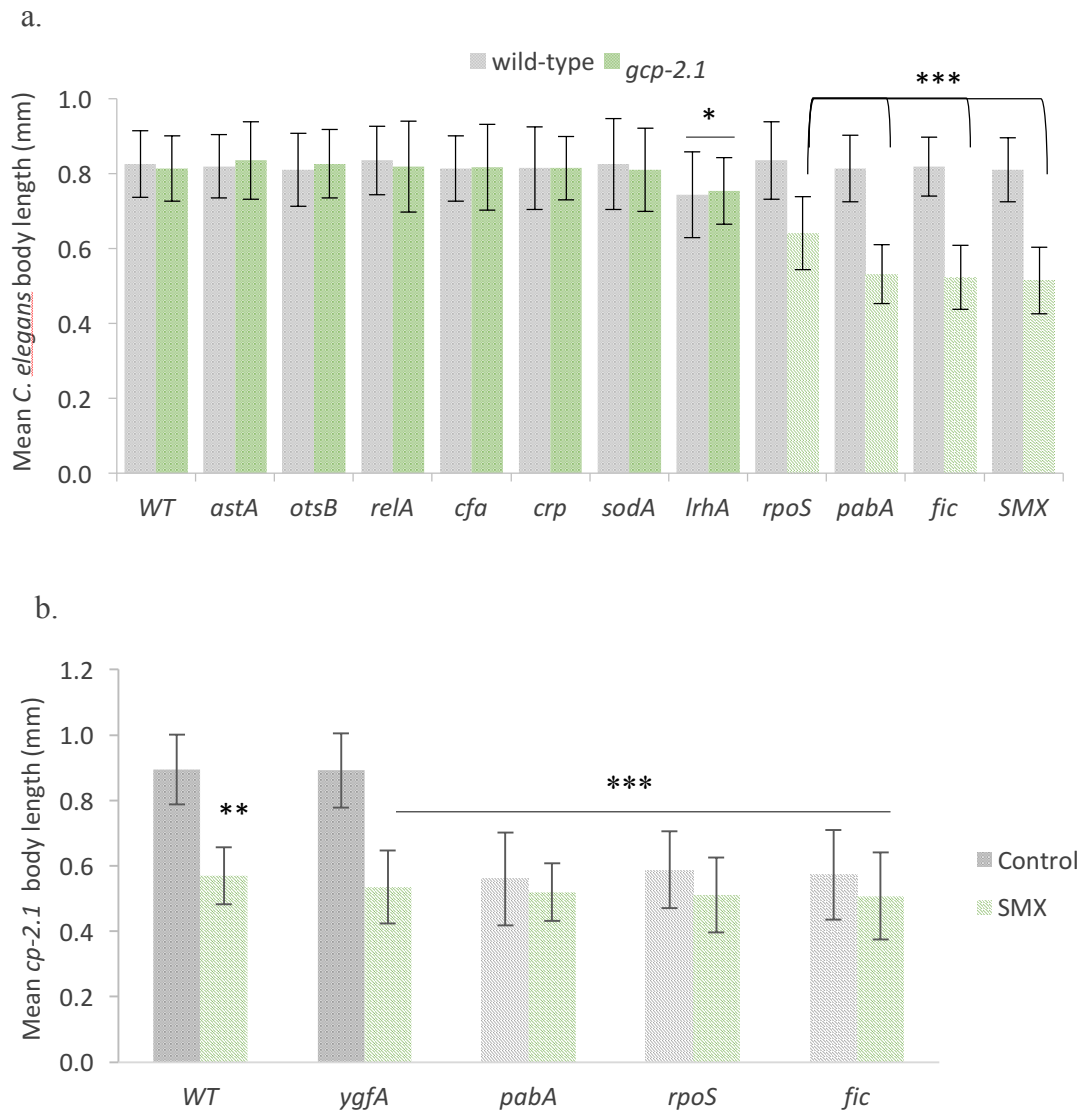 a.
wild-type gcp-2.1
***
*
1.0
0.8
0.6
0.4
0.2
0.0
Mean C. elegans body length (mm)
WT astA otsB relA cfa crp sodA lrhA rpoS pabA fic SMX
b.
1.2
1.0
0.8
0.6
0.4
0.2
0.0
Mean cp-2.1 body length (mm)
**
***
Control
SMX
WT ygfA pabA rpoS fic